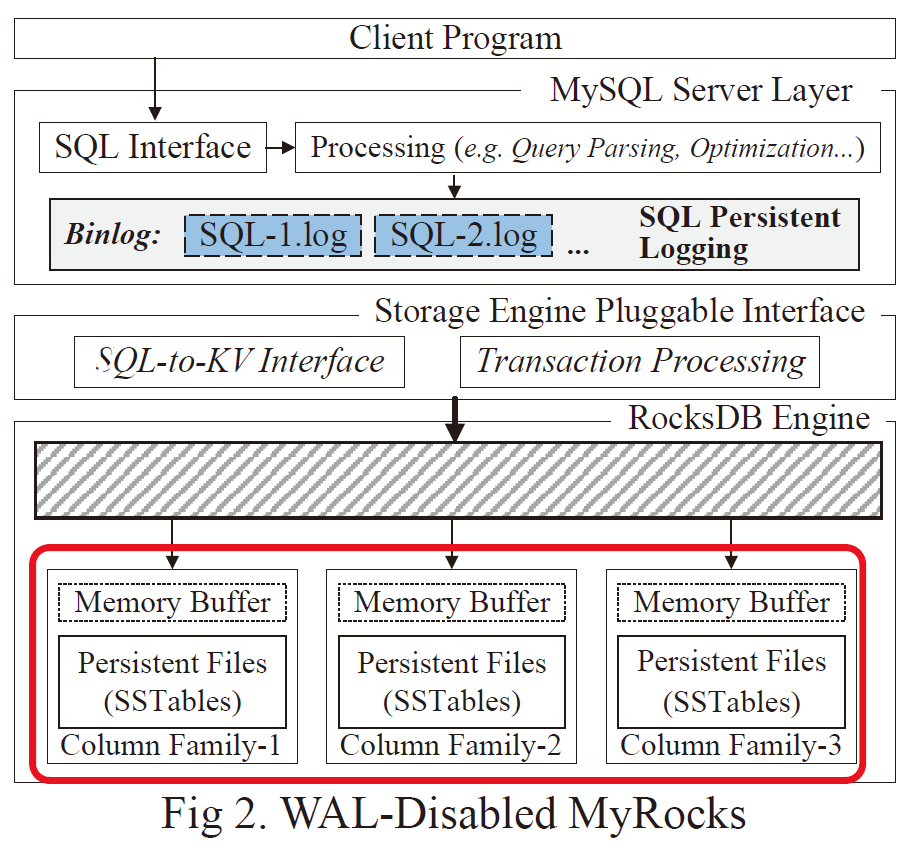 Client Program
MySQL Server Layer
SQL Interface
Processing (e.g. Query Parsing, Optimization...)
Binlog: SQL-1.log SQL-2.log ...
SQL Persistent
Logging
Storage Engine Pluggable Interface
SQL-to-KV Interface
Transaction Processing
RocksDB Engine
Memory Buffer
Persistent Files
(SSTables)
Column Family-1
Memory Buffer
Persistent Files
(SSTables)
Column Family-2
Memory Buffer
Persistent Files
(SSTables)
Column Family-3
Fig 2. WAL-Disabled MyRocks